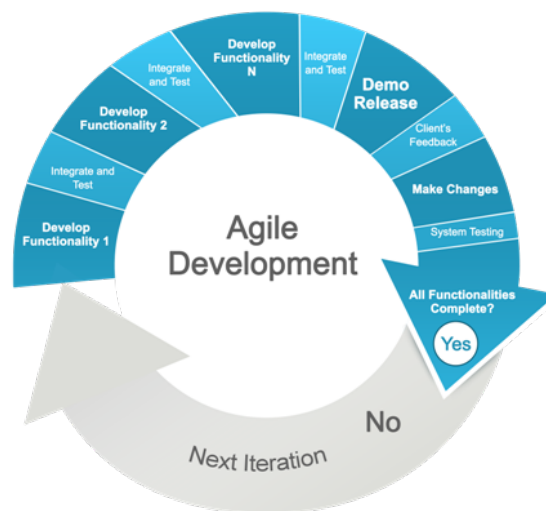 Develop
Functionality 1
Integrate and
Test
Develop
Functionality 2
Integrate
and Test
Develop
Functionality
N
Integrate
and Test
Demo
Release
Client's
Feedback
Make Changes
System Testing
All Functionalities
Complete?
Yes
No
Next Iteration
Agile
Development